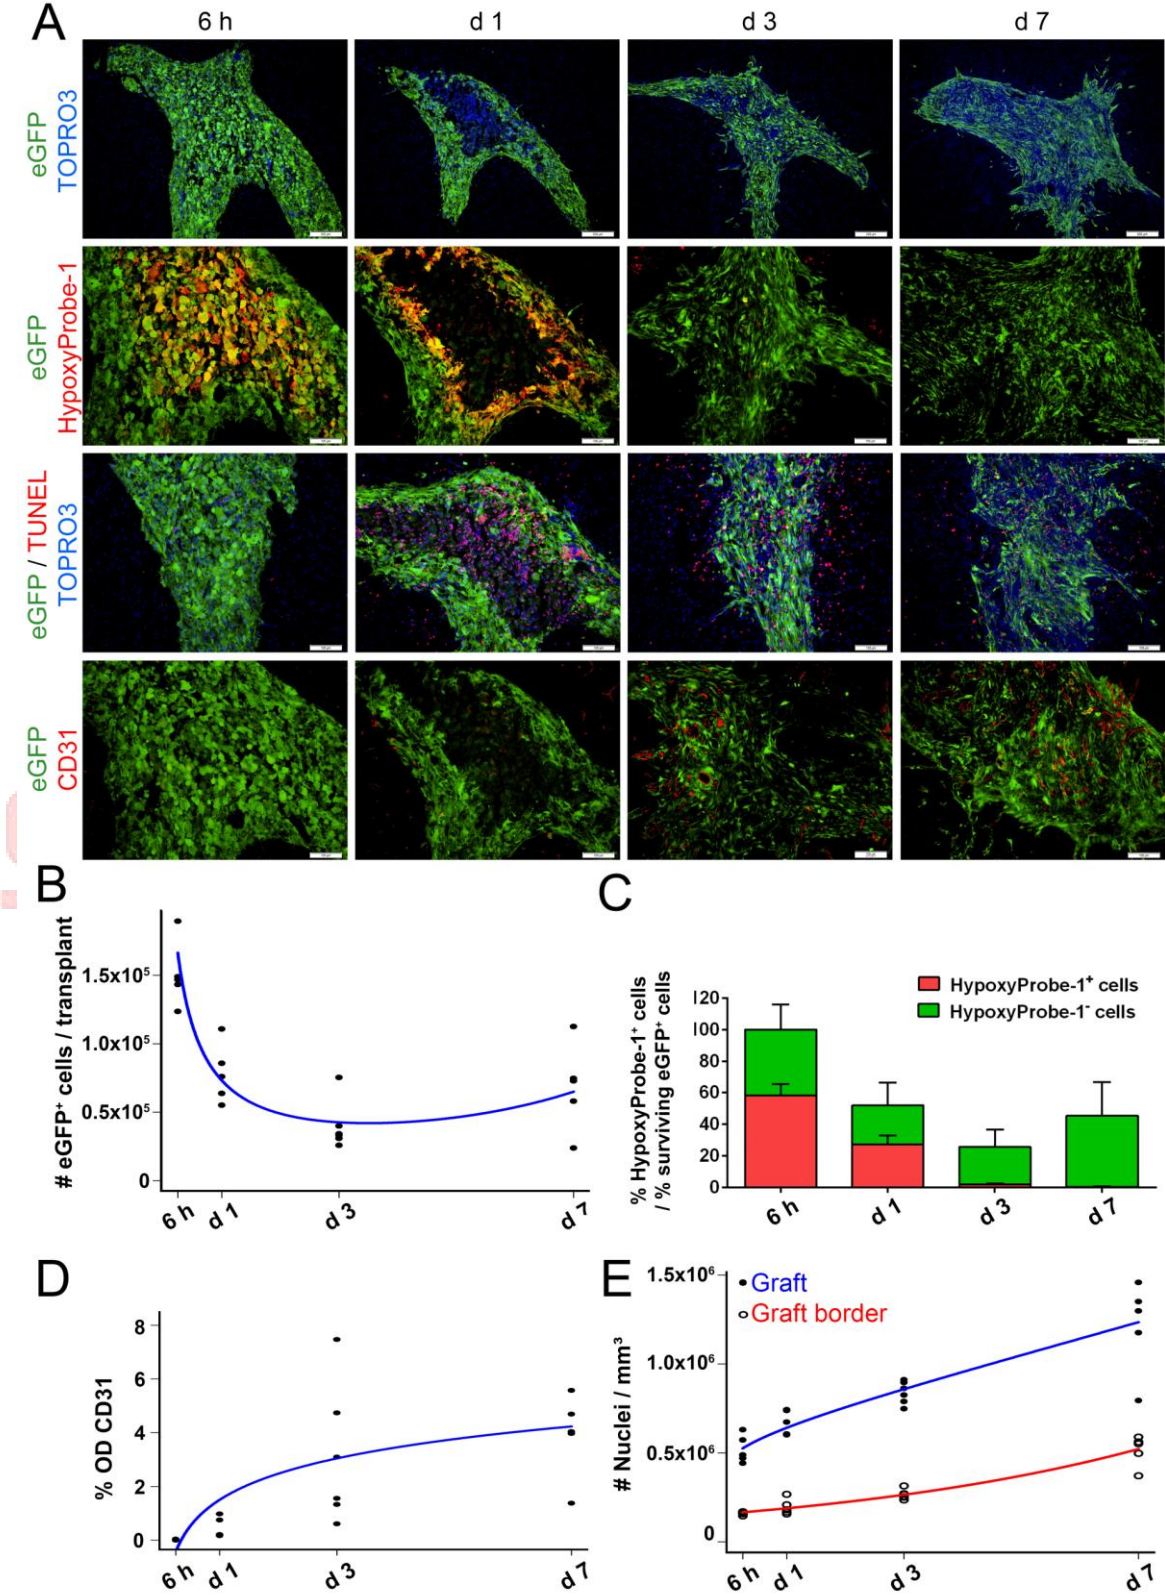 A
6 h
d 1
d 3
d 7
eGFP
TOPRO3
eGFP
HypoxyProbe-1
eGFP / TUNEL
TOPRO3
eGFP
CD31
B
# eGFP⁺ cells / transplant
1.5x10⁵
1.0x10⁵
0.5x10⁵
0
6 h
d 1
d 3
d 7
C
% HypoxyProbe-1⁺ cells
/ % surviving eGFP⁺ cells
120
100
80
60
40
20
0
HypoxyProbe-1⁺ cells
HypoxyProbe-1⁻ cells
6 h
d 1
d 3
d 7
D
% OD CD31
8
6
4
2
0
6 h
d 1
d 3
d 7
E
# Nuclei / mm³
1.5x10⁶
1.0x10⁶
0.5x10⁶
0
Graft
Graft border
6 h
d 1
d 3
d 7